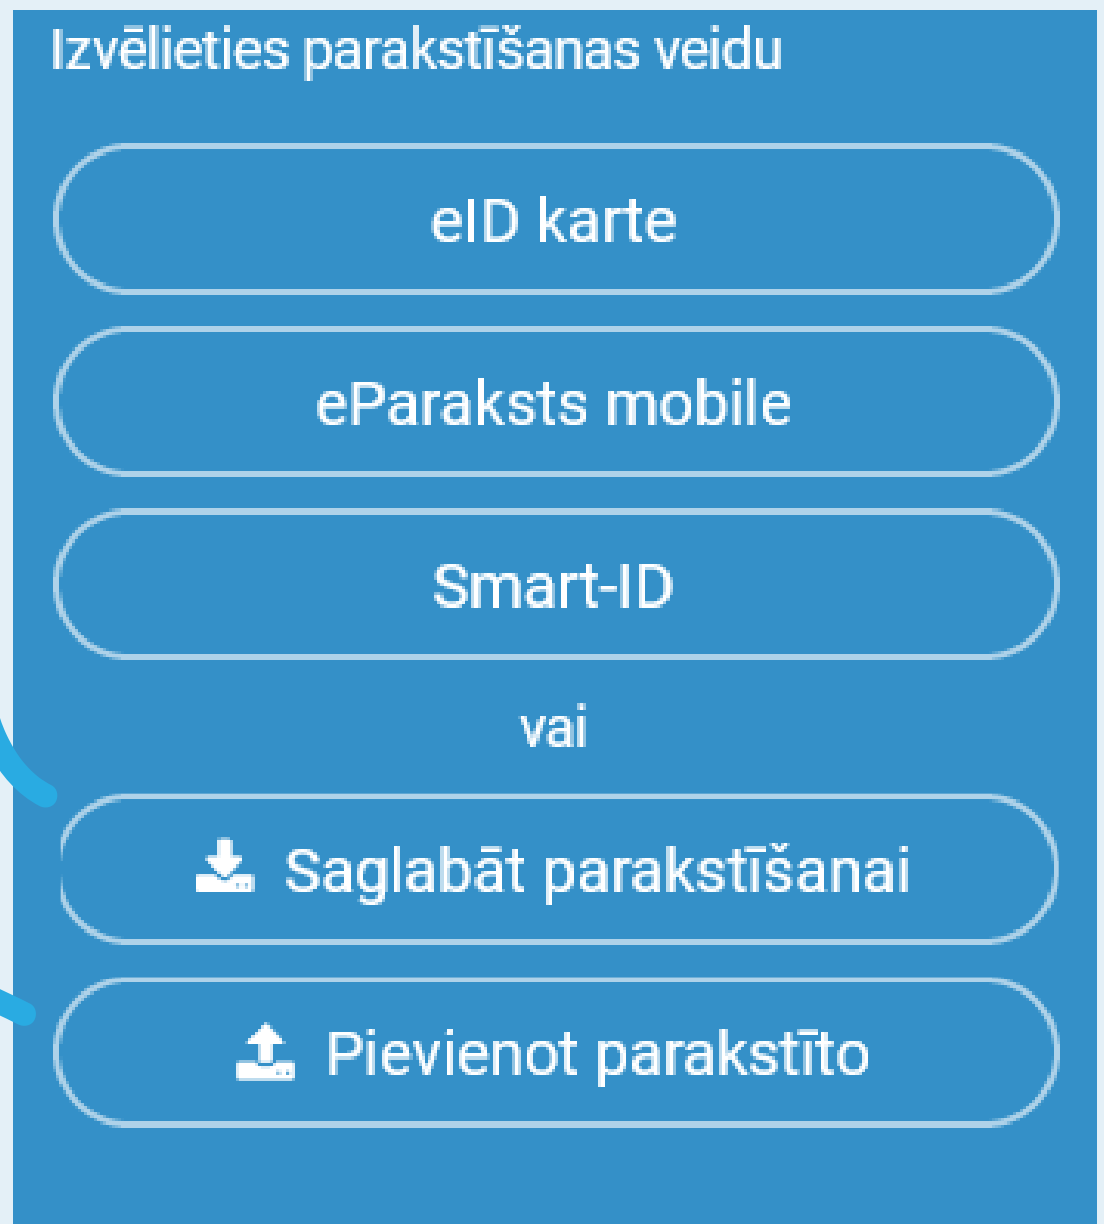 Izvēlieties parakstīšanas veidu
eID karte
eParaksts mobile
Smart-ID
vai
Saglabāt parakstīšanai
Pievienot parakstīto